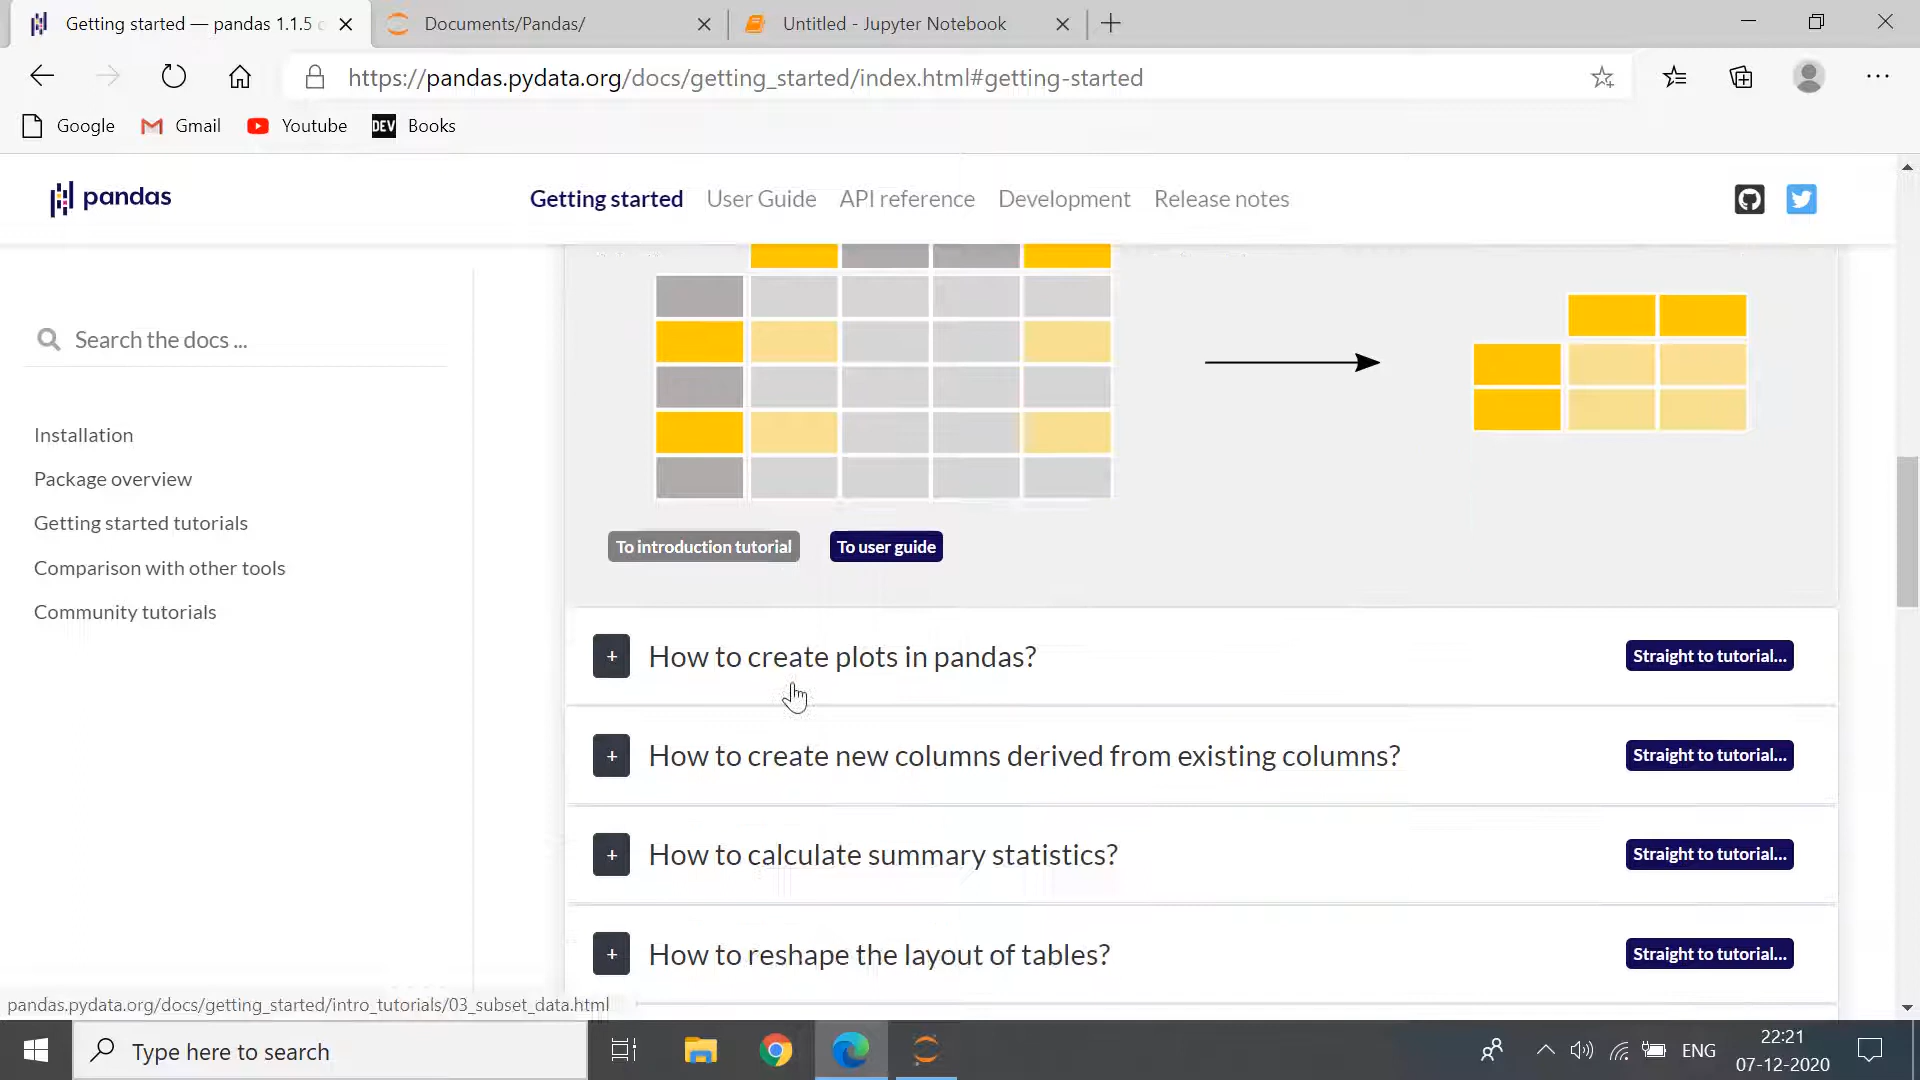 Getting started — pandas 1.1.5
Documents/Pandas/
Untitled - Jupyter Notebook
https://pandas.pydata.org/docs/getting_started/index.html#getting-started
Google
Gmail
Youtube
DEV
Books
pandas
Getting started
User Guide
API reference
Development
Release notes
Search the docs ...
Installation
Package overview
Getting started tutorials
Comparison with other tools
Community tutorials
To introduction tutorial
To user guide
+ How to create plots in pandas? Straight to tutorial...
+ How to create new columns derived from existing columns? Straight to tutorial...
+ How to calculate summary statistics? Straight to tutorial...
+ How to reshape the layout of tables? Straight to tutorial...
pandas.pydata.org/docs/getting_started/intro_tutorials/03_subset_data.html
Type here to search
ENG
22:21
07-12-2020